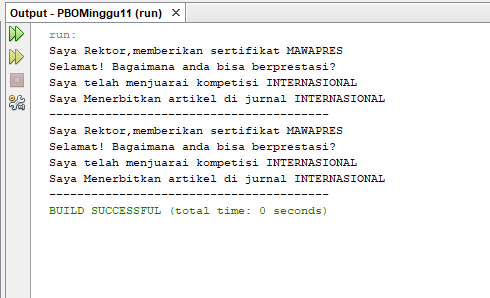 Output - PBOMinggu11 (run) ×
run:
Saya Rektor,memberikan sertifikat MAWAPRES
Selamat! Bagaimana anda bisa berprestasi?
Saya telah menjuarai kompetisi INTERNASIONAL
Saya Menerbitkan artikel di jurnal INTERNASIONAL
----------------------------------------
Saya Rektor,memberikan sertifikat MAWAPRES
Selamat! Bagaimana anda bisa berprestasi?
Saya telah menjuarai kompetisi INTERNASIONAL
Saya Menerbitkan artikel di jurnal INTERNASIONAL
----------------------------------------
BUILD SUCCESSFUL (total time: 0 seconds)